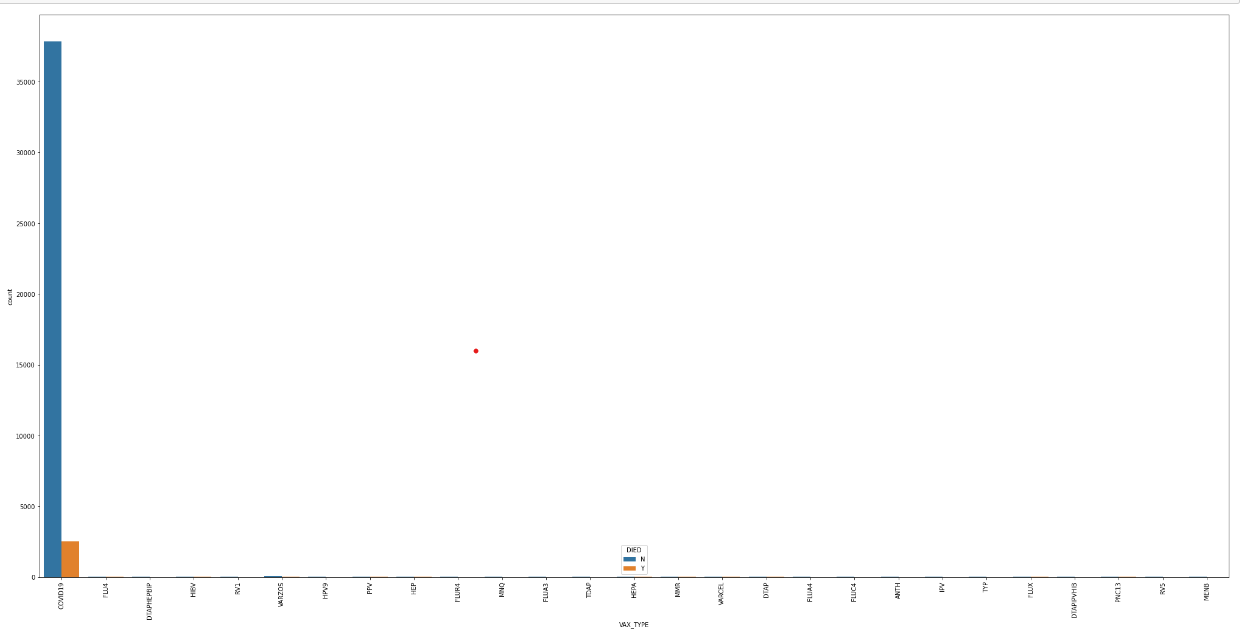 35000
30000
25000
20000
15000
10000
5000
0
count
DIED
N
Y
COVID19
FLU4
DTAPHEPBIP
HIBV
RV1
VARZOS
HPV9
PPV
HEP
FLUR4
MNQ
FLUA3
TDAP
HEPA
MMR
VARCEL
DTAP
FLUA4
FLUC4
ANTH
IPV
TYP
FLUX
DTAPIPVHIB
PNC13
RV5
MENB
VAX_TYPE